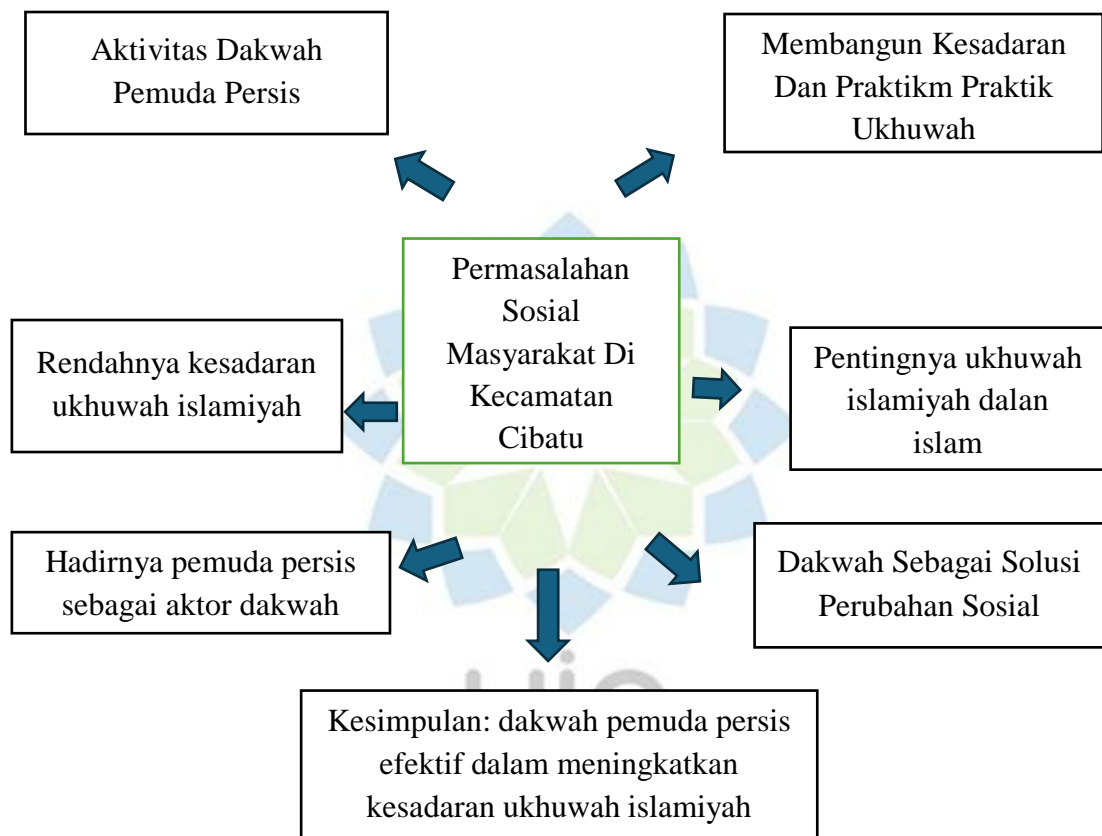 Aktivitas Dakwah
Pemuda Persis
Membangun Kesadaran
Dan Praktikm Praktik
Ukhuwah
Permasalahan
Sosial
Masyarakat Di
Kecamatan
Cibatu
Rendahnya kesadaran
ukhuwah islamiyah
Pentingnya ukhuwah
islamiyah dalan
islam
Hadirnya pemuda persis
sebagai aktor dakwah
Dakwah Sebagai Solusi
Perubahan Sosial
Kesimpulan: dakwah pemuda persis
efektif dalam meningkatkan
kesadaran ukhuwah islamiyah